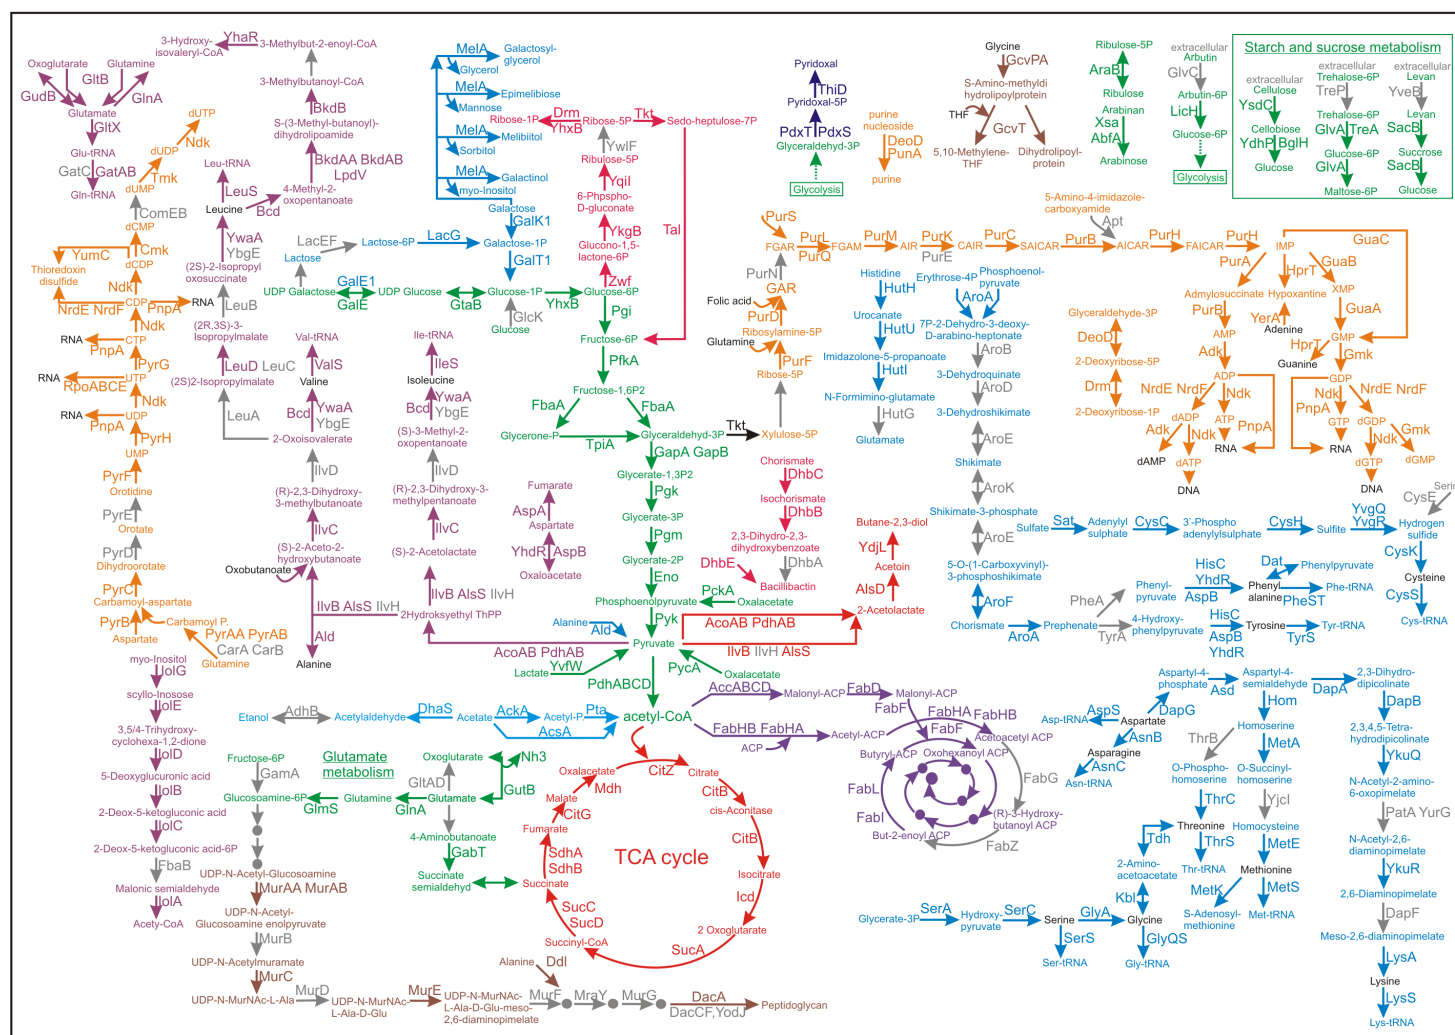 3-Hydroxy-
isovaleryl-CoA
YhaR
3-Methylbut-2-enoyl-CoA
Oxoglutarate
Glutamine
GltB
GudB
GlnA
Glutamate
GltX
Glu-tRNA
GatC
GatAB
Gln-tRNA
3-Methylbutanoyl-CoA
BkdB
S-(3-Methyl-butanoyl)-
dihydrolipoamide
BkdAA BkdAB
LpdV
4-Methyl-2-
oxopentanoate
Bcd
Leu-tRNA
LeuS
Leucine
YwaA
YbgE
(2S)-2-Isopropyl
oxosuccinate
LeuB
(2R,3S)-3-
Isopropylmalate
LeuD LeuC
(2S)2-Isopropylmalate
LeuA
dUTP
Ndk
dUDP
Tmk
dUMP
ComEB
dCMP
Cmk
dCDP
YumC
Thioredoxin
disulfide
Ndk
NrdE NrdF
CDP
PnpA
RNA
Ndk
CTP
RNA
PnpA
PyrG
UTP
RNA
RpoABCE
Ndk
UDP
RNA
PnpA
PyrH
UMP
PyrF
Orotidine
PyrE
Orotate
PyrD
Dihydroorotate
PyrC
Carbamoyl-aspartate
PyrB
Carbamoyl P.
Aspartate
PyrAA PyrAB
CarA CarB
Glutamine
Val-tRNA
ValS
Valine
Bcd
YwaA
YbgE
2-Oxoisovalerate
IlvD
(R)-2,3-Dihydroxy-
3-methylbutanoate
IlvC
(S)-2-Aceto-2-
hydroxybutanoate
Oxobutanoate
IlvB AlsS IlvH
Ald
Alanine
Ile-tRNA
IleS
Isoleucine
Bcd
YwaA
YbgE
(S)-3-Methyl-2-
oxopentanoate
IlvD
(R)-2,3-Dihydroxy-3-
methylpentanoate
IlvC
(S)-2-Acetolactate
IlvB AlsS IlvH
2Hydroksyethyl ThPP
AcoAB PdhAB
MelA
Galactosyl-
glycerol
Glycerol
MelA
Epimelibiose
Mannose
MelA
Melibiitol
Sorbitol
MelA
Galactinol
myo-Inositol
Galactose
GalK1
LacEF
Lactose
Lactose-6P
LacG
Galactose-1P
GalT1
UDP Galactose
GalE1
GalE
UDP Glucose
GtaB
Glucose-1P
YhxB
Glucose-6P
GlcK
Glucose
Ribose-1P
Drm
YhxB
Ribose-5P
Tkt
Sedo-heptulose-7P
YwlF
Ribulose-5P
Yqil
6-Phpspho-
D-gluconate
YkgB
Glucono-1,5-
lactone-6P
Zwf
Tal
Pgi
Fructose-6P
PfkA
Fructose-1,6P2
FbaA
FbaA
Glycerone-P
TpiA
Glyceraldehyd-3P
Tkt
Xylulose-5P
GapA GapB
Glycerate-1,3P2
Pgk
Glycerate-3P
Pgm
Glycerate-2P
Eno
Phosphoenolpyruvate
PckA
Oxalacetate
Pyk
Alanine
Ald
Pyruvate
Lactate
YvfW
PycA
Oxalacetate
PdhABCD
acetyl-CoA
Fumarate
AspA
Aspartate
YhdR
AspB
Oxaloacetate
Pyridoxal
ThiD
Pyridoxal-5P
PdxT
PdxS
Glyceraldehyd-3P
Glycolysis
purine
nucleoside
DeoD
PunA
purine
Glycine
GcvPA
S-Amino-methyldi
hydrolipoylprotein
THF
GcvT
5,10-Methylene-
THF
Dihydrolipoyl-
protein
Ribulose-5P
AraB
Ribulose
Arabinan
Xsa
AbfA
Arabinose
extracellular
Arbutin
GlvC
Arbutin-6P
LicH
Glucose-6P
Glycolysis
Starch and sucrose metabolism
extracellular
Cellulose
YsdC
Cellobiose
YdhP
BglH
Glucose
extracellular
Trehalose-6P
TreP
Trehalose-6P
GlvA
TreA
Glucose-6P
GlvA
Maltose-6P
extracellular
Levan
YveB
Levan
SacB
Sucrose
SacB
Glucose
PurS
FGAR
PurL
PurQ
FGAM
PurM
AIR
PurK
PurE
CAIR
PurC
SAICAR
PurB
5-Amino-4-imidazole-
carboxyamide
Apt
AICAR
PurH
FAICAR
PurH
IMP
GuaC
PurN
GAR
Folic acid
PurD
Ribosylamine-5P
Glutamine
PurF
Ribose-5P
Histidine
HutH
Urocanate
HutU
Imidazolone-5-propanoate
HutI
N-Formimino-glutamate
HutG
Glutamate
Erythrose-4P
Phosphoenol-
pyruvate
AroA
7P-2-Dehydro-3-deoxy-
D-arabino-heptonate
AroB
3-Dehydroquinate
AroD
3-Dehydroshikimate
AroE
Shikimate
AroK
Shikimate-3-phosphate
AroE
5-O-(1-Carboxyvinyl)-
3-phosphoshikimate
AroF
Chorismate
AroA
Prephenate
PheA
TyrA
Phenyl-
pyruvate
HisC
YhdR
AspB
Phenyl
alanine
Dat
Phenylpyruvate
PheST
Phe-tRNA
4-Hydroxy-
phenylpyruvate
HisC
AspB
YhdR
Tyrosine
TyrS
Tyr-tRNA
Glyceraldehyde-3P
DeoD
2-Deoxyribose-5P
Drm
2-Deoxyribose-1P
PurA
Admylosuccinate
PurB
AMP
Adk
ADP
NrdE NrdF
Ndk
dADP
ATP
PnpA
Adk
Ndk
RNA
dAMP
dATP
DNA
HprT
Hypoxantine
YerA
Adenine
GuaB
XMP
GuaA
GMP
HprT
Guanine
Gmk
GDP
NrdE NrdF
Ndk
PnpA
GTP
dGDP
Gmk
Ndk
RNA
dGTP
dGMP
DNA
Sulfate
Sat
Adenylyl
sulphate
CysC
3'-Phospho
adenylylsulphate
CysH
Sulfite
YvgQ
YvgR
Hydrogen
sulfide
CysE
Serin
CysK
Cysteine
CysS
Cys-tRNA
Chorismate
DhbC
Isochorismate
DhbB
2,3-Dihydro-2,3-
dihydroxybenzoate
DhbE
DhbA
Bacillibactin
Butane-2,3-diol
YdjL
Acetoin
AlsD
2-Acetolactate
AcoAB PdhAB
IlvB IlvH AlsS
myo-Inositol
IolG
scyllo-Inosose
IolE
3,5/4-Trihydroxy-
cyclohexa-1,2-dione
IolD
5-Deoxyglucuronic acid
IolB
2-Deox-5-ketogluconic acid
IolC
2-Deox-5-ketogluconic acid-6P
FbaB
Malonic semialdehyde
IolA
Acety-CoA
Etanol
AdhB
Acetylaldehyde
DhaS
Acetate
AckA
Acetyl-P.
Pta
AcsA
Fructose-6P
GamA
Glucosoamine-6P
GlmS
Glutamate
metabolism
Glutamine
GlnA
Glutamate
Oxoglutarate
GltAD
Nh3
GutB
4-Aminobutanoate
GabT
Succinate
semialdehyd
UDP-N-Acetyl-Glucosoamine
MurAA MurAB
UDP-N-Acetyl-
Glucosoamine enolpyruvate
MurB
UDP-N-Acetylmuramate
MurC
UDP-N-MurNAc-L-Ala
MurD
UDP-N-MurNAc-
L-Ala-D-Glu
MurE
UDP-N-MurNAc-
L-Ala-D-Glu-meso-
2,6-diaminopimelate
Alanine
Ddl
MurF
MraY
MurG
DacA
DacCF,YodJ
Peptidoglycan
TCA cycle
Oxalacetate
CitZ
Citrate
CitB
cis-Aconitase
CitB
Isocitrate
Icd
2 Oxoglutarate
SucA
Succinyl-CoA
SucC
SucD
Succinate
SdhA
SdhB
Fumarate
CitG
Malate
Mdh
AccABCD
Malonyl-ACP
FabD
Malonyl-ACP
FabF
FabHB FabHA
ACP
Acetyl-ACP
FabHA
FabHB
FabF
Acetoacetyl ACP
Butyryl-ACP
Oxohexanoyl ACP
FabG
FabL
FabI
(R)-3-Hydroxy-
butanoyl ACP
But-2-enoyl ACP
FabZ
Asp-tRNA
AspS
Aspartate
DapG
Aspartyl-4-
phosphate
Asd
Aspartyl-4-
semialdehyde
DapA
2,3-Dihydro-
dipicolinate
AsnB
Asparagine
AsnC
Asn-tRNA
Hom
Homoserine
ThrB
MetA
O-Phospho-
homoserine
O-Succinyl-
homoserine
ThrC
YjcI
Threonine
Homocysteine
Tdh
ThrS
MetE
Thr-tRNA
Methionine
MetK
MetS
S-Adenosyl-
methionine
Met-tRNA
2-Amino-
acetoacetate
Kbl
Glycerate-3P
SerA
Hydroxy-
pyruvate
SerC
Serine
GlyA
Glycine
SerS
Ser-tRNA
GlyQS
Gly-tRNA
DapB
2,3,4,5-Tetra-
hydrodipicolinate
YkuQ
N-Acetyl-2-amino-
6-oxopimelate
PatA YurG
N-Acetyl-2,6-
diaminopimelate
YkuR
2,6-Diaminopimelate
DapF
Meso-2,6-diaminopimelate
LysA
Lysine
LysS
Lys-tRNA